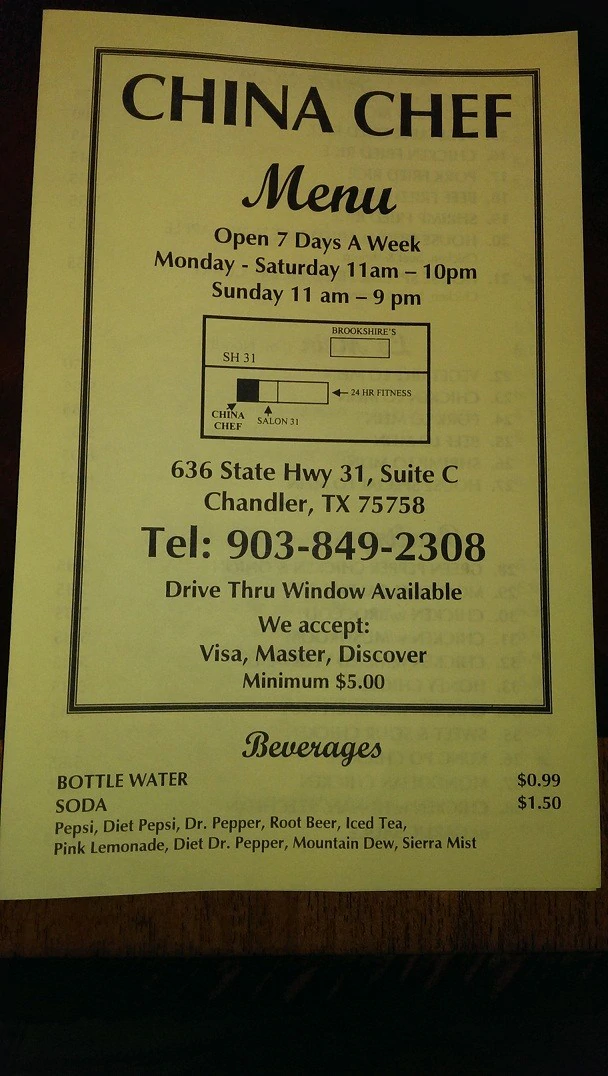 CHINA CHEF
Menu
Open 7 Days A Week
Monday - Saturday 11am – 10pm
Sunday 11 am – 9 pm
BROOKSHIRE'S
SH 31
24 HR FITNESS
CHINA
CHEF
SALON 31
636 State Hwy 31, Suite C
Chandler, TX 75758
Tel: 903-849-2308
Drive Thru Window Available
We accept:
Visa, Master, Discover
Minimum $5.00
Beverages
BOTTLE WATER $0.99
SODA $1.50
Pepsi, Diet Pepsi, Dr. Pepper, Root Beer, Iced Tea,
Pink Lemonade, Diet Dr. Pepper, Mountain Dew, Sierra Mist